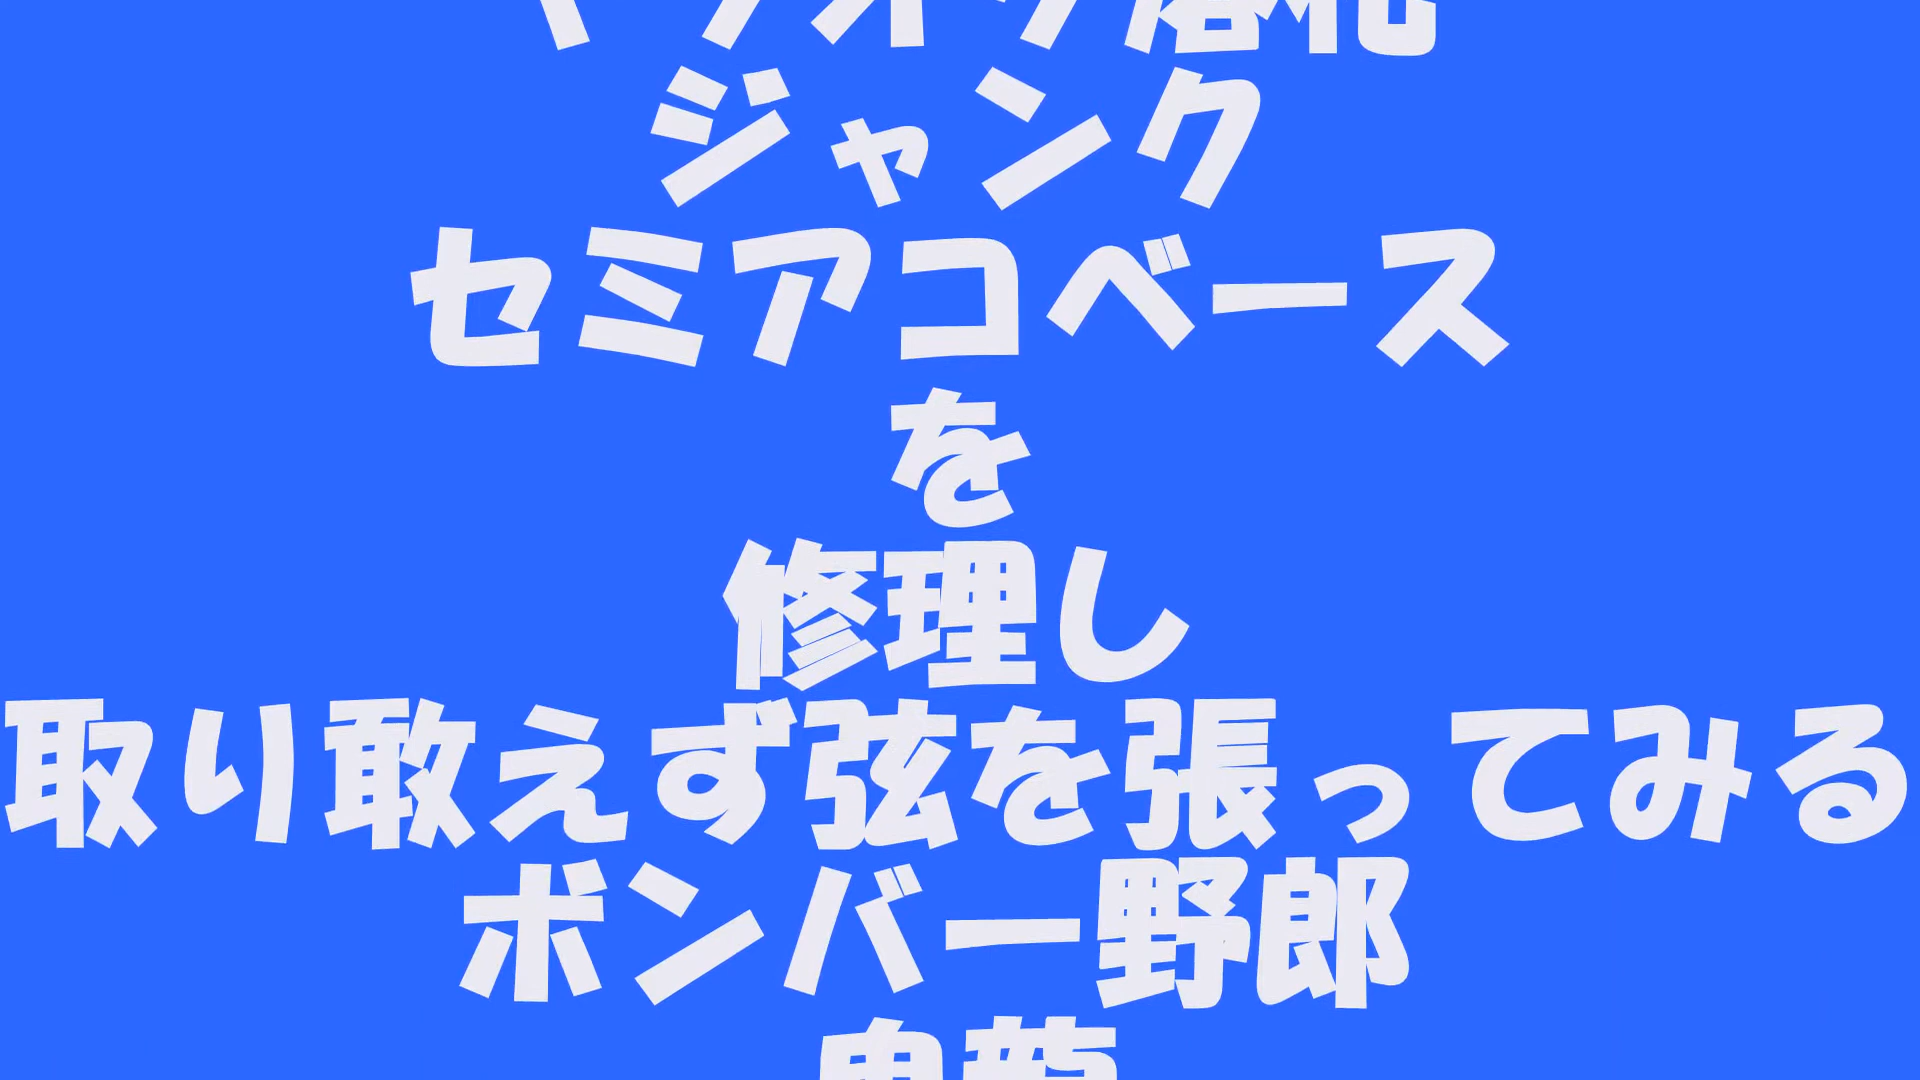 ジャンク
セミアコベース
を
修理し
取り敢えず弦を張ってみる
ボンバー野郎